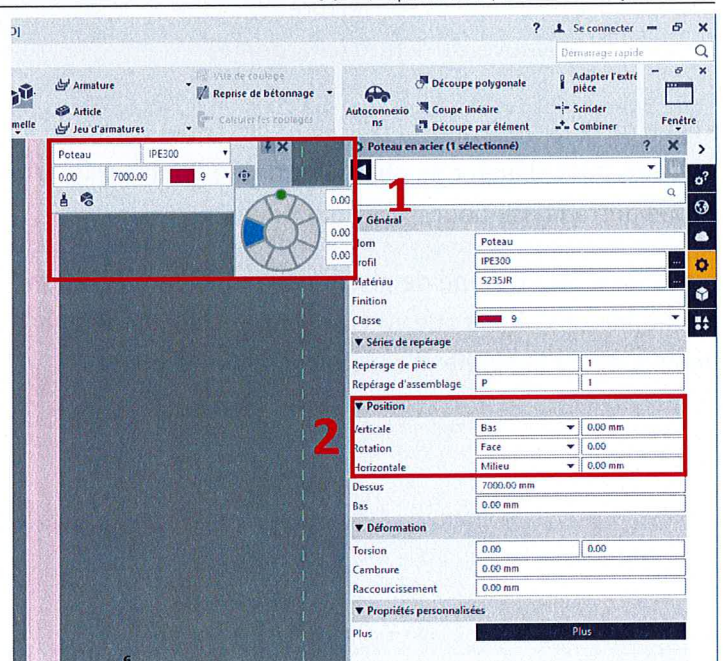 ? Se connecter
Démarrage rapide
Armature
Vue de coulage
Reprise de bétonnage
Article
Jeu d'armatures
Calculer les coulages
melle
Autoconnexio
ns
Découpe polygonale
Coupe linéaire
Découpe par élément
Adapter l'extré
pièce
Scinder
Combiner
Fenêtre
Poteau IPE300
0.00 7000.00 9
0.00
0.00
0.00
1
Poteau en acier (1 sélectionné) ?
Général
Nom Poteau
Profil IPE300 ...
Matériau S235JR ...
Finition
Classe 9
Séries de repérage
Repérage de pièce 1
Repérage d'assemblage P 1
2
Position
Verticale Bas 0.00 mm
Rotation Face 0.00
Horizontale Milieu 0.00 mm
Dessus 7000.00 mm
Bas 0.00 mm
Déformation
Torsion 0.00 0.00
Cambrure 0.00 mm
Raccourcissement 0.00 mm
Propriétés personnalisées
Plus Plus